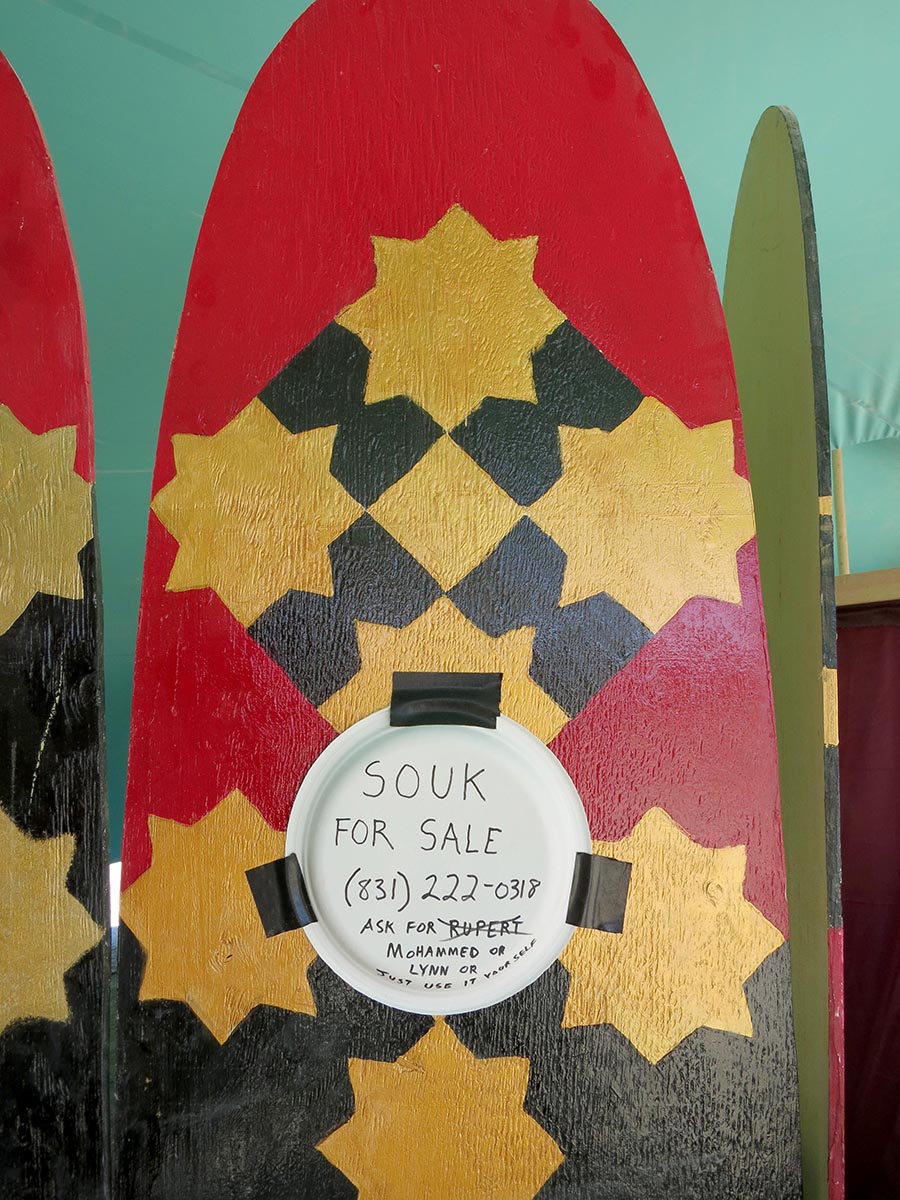 SOUK
FOR SALE
(831) 222-0318
ASK FOR RUPERT
MOHAMMED OR
LYNN OR
JUST USE IT YOURSELF